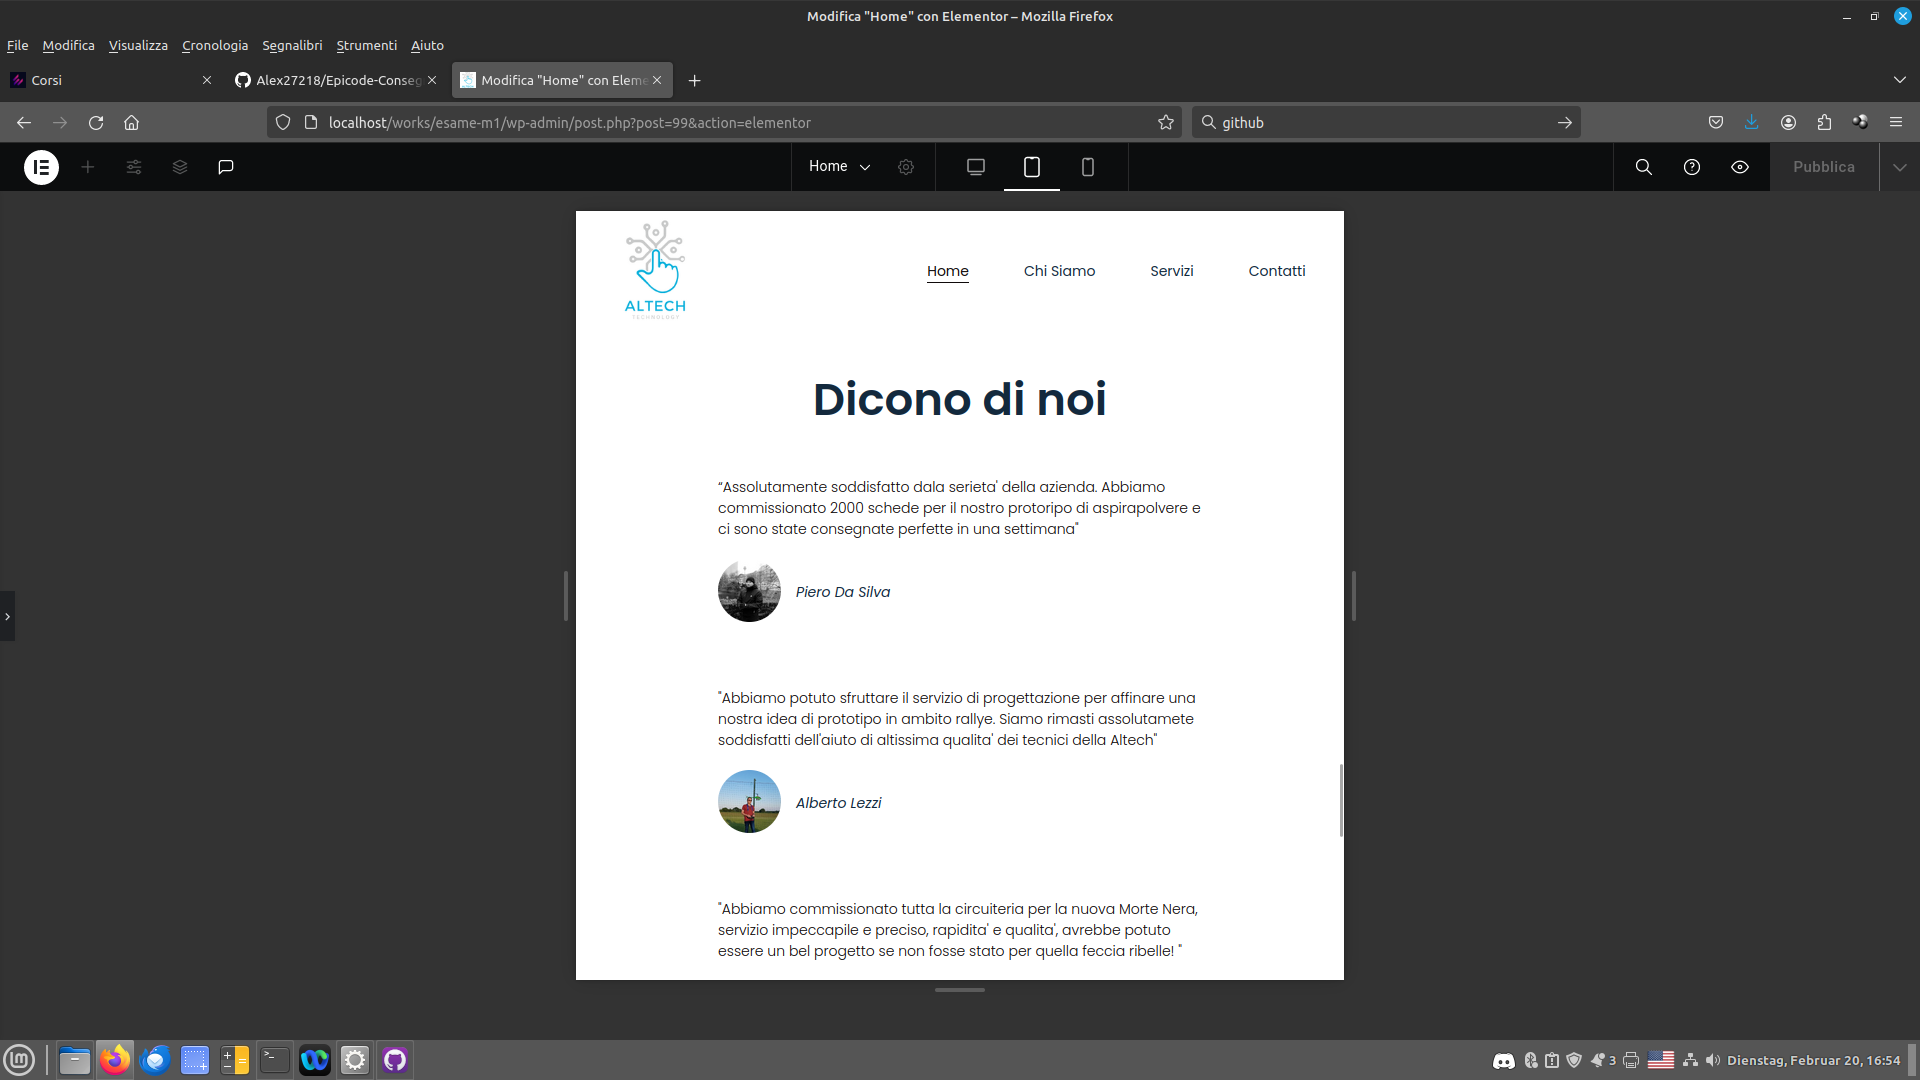 Modifica "Home" con Elementor – Mozilla Firefox
File Modifica Visualizza Cronologia Segnalibri Strumenti Aiuto
Corsi
Alex27218/Epicode-Conseg
Modifica "Home" con Eleme
localhost/works/esame-m1/wp-admin/post.php?post=99&action=elementor
github
Home
Pubblica
ALTECH
TECHNOLOGY
Home Chi Siamo Servizi Contatti
Dicono di noi
“Assolutamente soddisfatto dala serieta' della azienda. Abbiamo
commissionato 2000 schede per il nostro protoripo di aspirapolvere e
ci sono state consegnate perfette in una settimana"
Piero Da Silva
"Abbiamo potuto sfruttare il servizio di progettazione per affinare una
nostra idea di prototipo in ambito rallye. Siamo rimasti assolutamete
soddisfatti dell'aiuto di altissima qualita' dei tecnici della Altech"
Alberto Lezzi
"Abbiamo commissionato tutta la circuiteria per la nuova Morte Nera,
servizio impeccapile e preciso, rapidita' e qualita', avrebbe potuto
essere un bel progetto se non fosse stato per quella feccia ribelle! "
3
Dienstag, Februar 20, 16:54